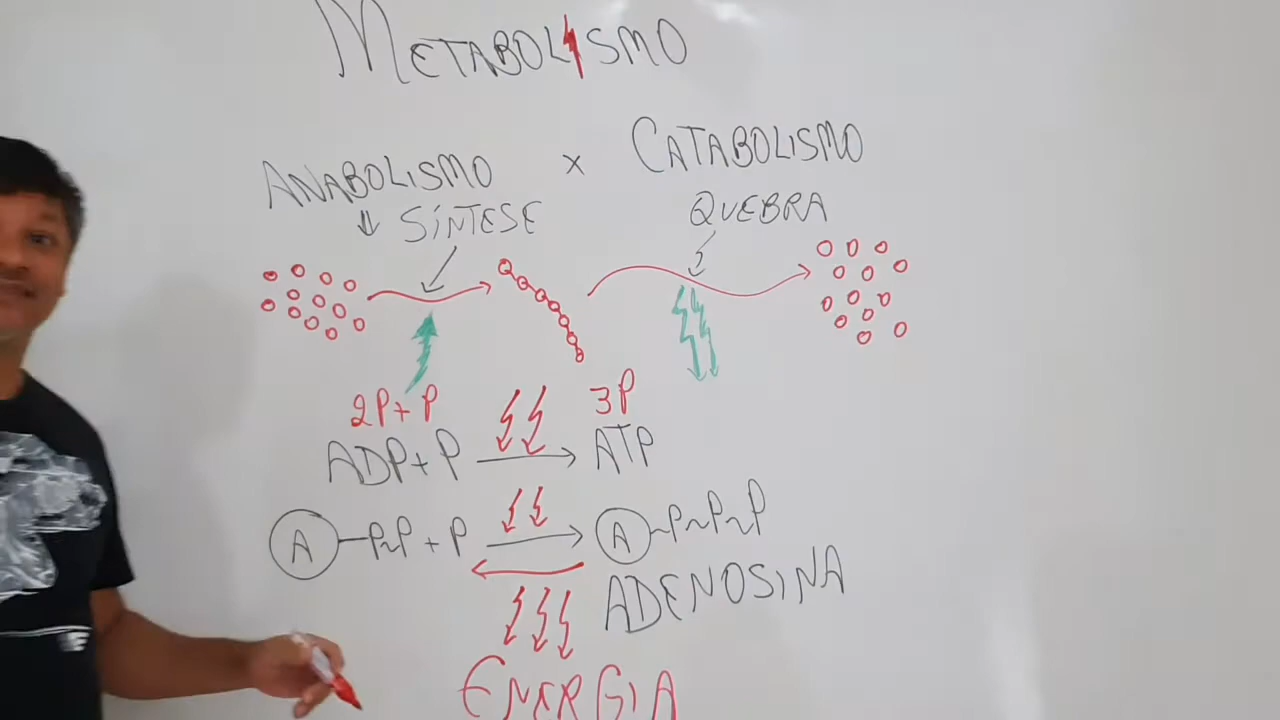 METABOLISMO
ANABOLISMO x CATABOLISMO
SÍNTESE QUEBRA
2P+P 3P
ADP+P ATP
A-P~P+P A~P~P~P
ADENOSINA
ENERGIA